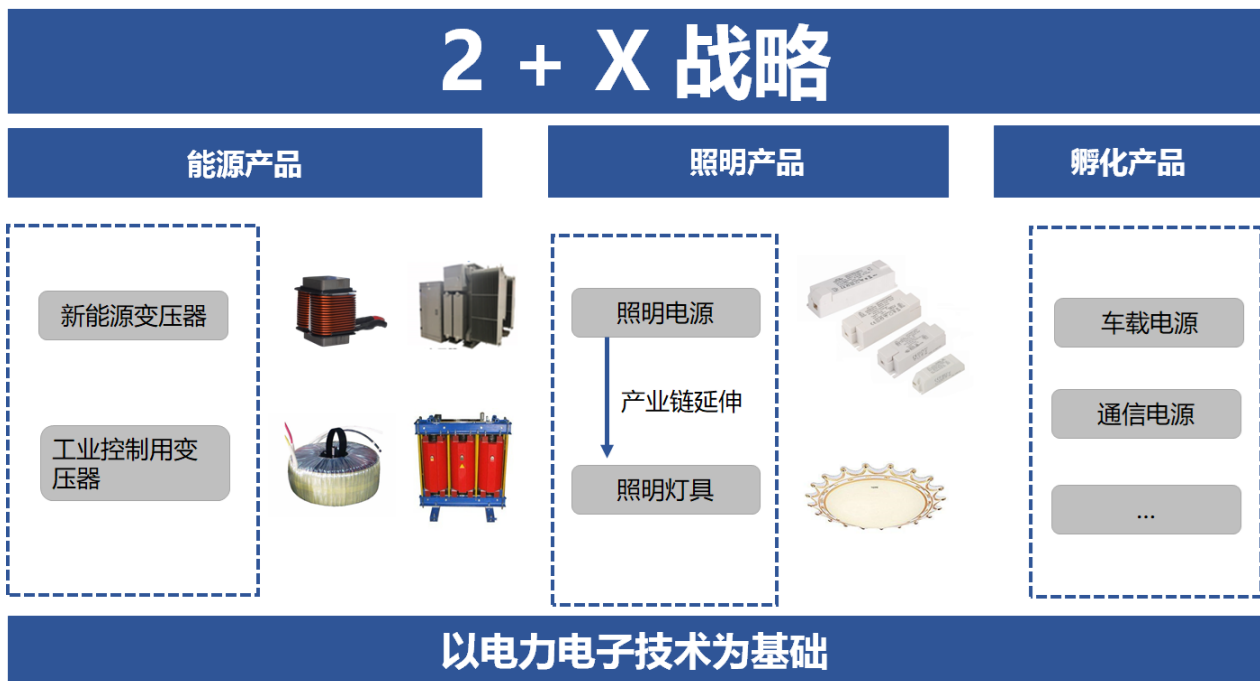 2 + X 战略
能源产品
照明产品
孵化产品
新能源变压器
工业控制用变
压器
照明电源
产业链延伸
照明灯具
车载电源
通信电源
...
以电力电子技术为基础